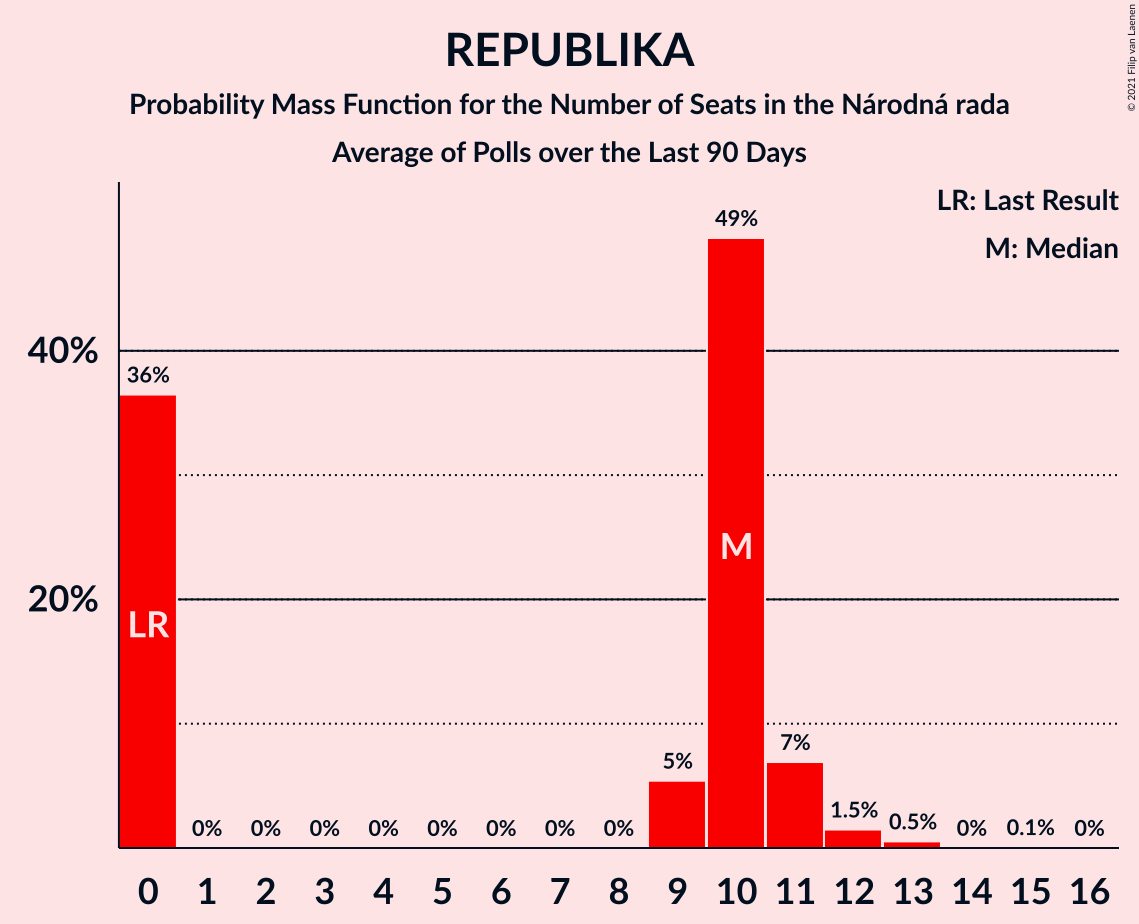 REPUBLIKA
Probability Mass Function for the Number of Seats in the Národná rada
Average of Polls over the Last 90 Days
© 2021 Filip van Laenen
LR: Last Result
M: Median
40%
20%
36% 0% 0% 0% 0% 0% 0% 0% 0% 5% 49% 7% 1.5% 0.5% 0% 0.1% 0%
LR
M
0 1 2 3 4 5 6 7 8 9 10 11 12 13 14 15 16